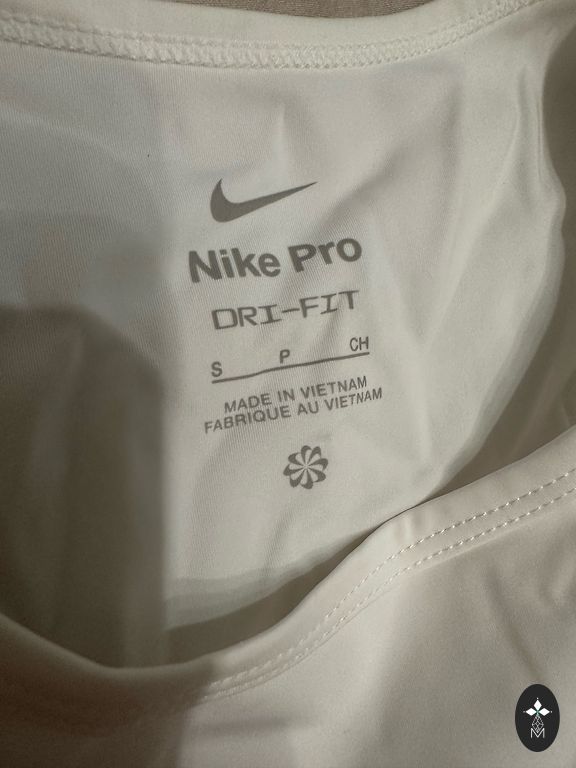 Nike Pro
DRI-FIT
S P CH
MADE IN VIETNAM
FABRIQUE AU VIETNAM
M